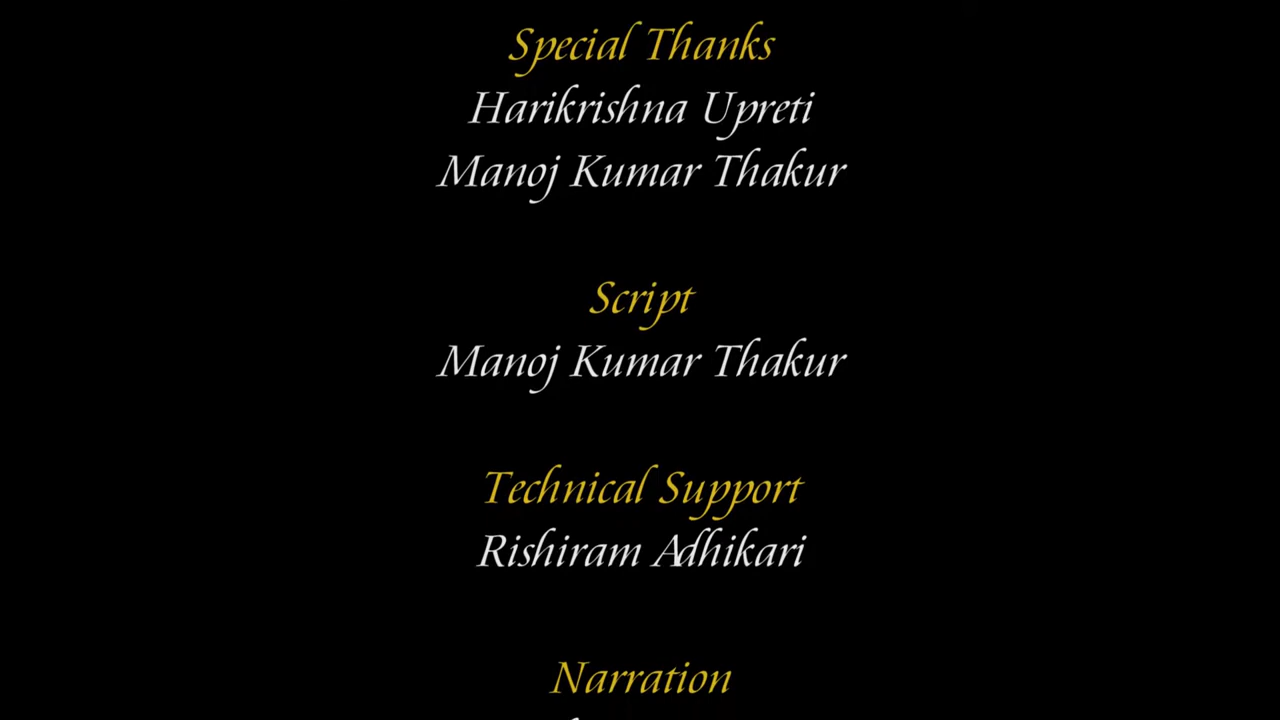 Special Thanks
Harikrishna Upreti
Manoj Kumar Thakur
Script
Manoj Kumar Thakur
Technical Support
Rishiram Adhikari
Narration